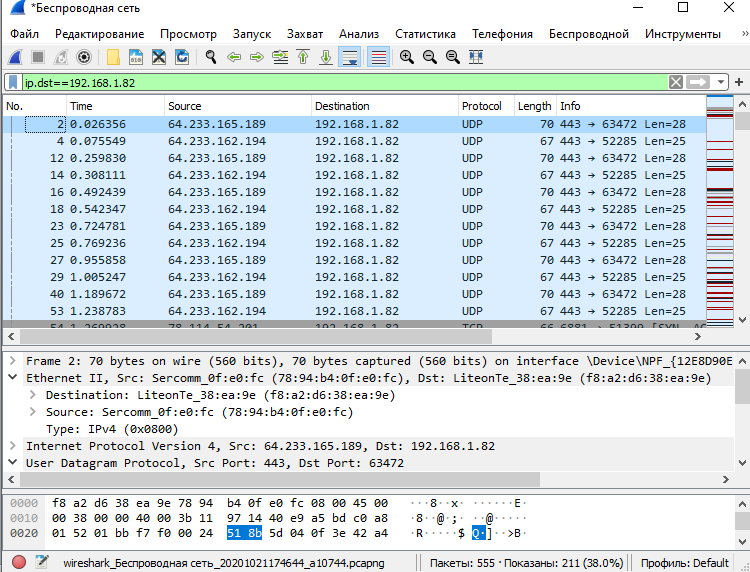 *Беспроводная сеть
Файл Редактирование Просмотр Запуск Захват Анализ Статистика Телефония Беспроводной Инструменты »
ip.dst==192.168.1.82
No. Time Source Destination Protocol Length Info
2 0.026356 64.233.165.189 192.168.1.82 UDP 70 443 → 63472 Len=28
4 0.075549 64.233.162.194 192.168.1.82 UDP 67 443 → 52285 Len=25
12 0.259830 64.233.165.189 192.168.1.82 UDP 70 443 → 63472 Len=28
14 0.308111 64.233.162.194 192.168.1.82 UDP 67 443 → 52285 Len=25
16 0.492439 64.233.165.189 192.168.1.82 UDP 70 443 → 63472 Len=28
18 0.542347 64.233.162.194 192.168.1.82 UDP 67 443 → 52285 Len=25
23 0.724781 64.233.165.189 192.168.1.82 UDP 70 443 → 63472 Len=28
25 0.769236 64.233.162.194 192.168.1.82 UDP 67 443 → 52285 Len=25
27 0.955858 64.233.165.189 192.168.1.82 UDP 70 443 → 63472 Len=28
29 1.005247 64.233.162.194 192.168.1.82 UDP 67 443 → 52285 Len=25
40 1.189672 64.233.165.189 192.168.1.82 UDP 70 443 → 63472 Len=28
53 1.238783 64.233.162.194 192.168.1.82 UDP 67 443 → 52285 Len=25
54 1.269928 78.114.54.201 192.168.1.82 TCP 66 6881 → 51399 [SYN, AC
Frame 2: 70 bytes on wire (560 bits), 70 bytes captured (560 bits) on interface \Device\NPF_{12E8D90E
Ethernet II, Src: Sercomm_0f:e0:fc (78:94:b4:0f:e0:fc), Dst: LiteonTe_38:ea:9e (f8:a2:d6:38:ea:9e)
Destination: LiteonTe_38:ea:9e (f8:a2:d6:38:ea:9e)
Source: Sercomm_0f:e0:fc (78:94:b4:0f:e0:fc)
Type: IPv4 (0x0800)
Internet Protocol Version 4, Src: 64.233.165.189, Dst: 192.168.1.82
User Datagram Protocol, Src Port: 443, Dst Port: 63472
0000 f8 a2 d6 38 ea 9e 78 94 b4 0f e0 fc 08 00 45 00 ···8··x· ······E·
0010 00 38 00 00 40 00 3b 11 97 14 40 e9 a5 bd c0 a8 ·8··@·;· ··@·····
0020 01 52 01 bb f7 f0 00 24 51 8b 5d 04 0f 3e 42 a4 ·R·····$ Q·]··>B·
wireshark_Беспроводная сеть_20201021174644_a10744.pcapng Пакеты: 555 · Показаны: 211 (38.0%) Профиль: Default